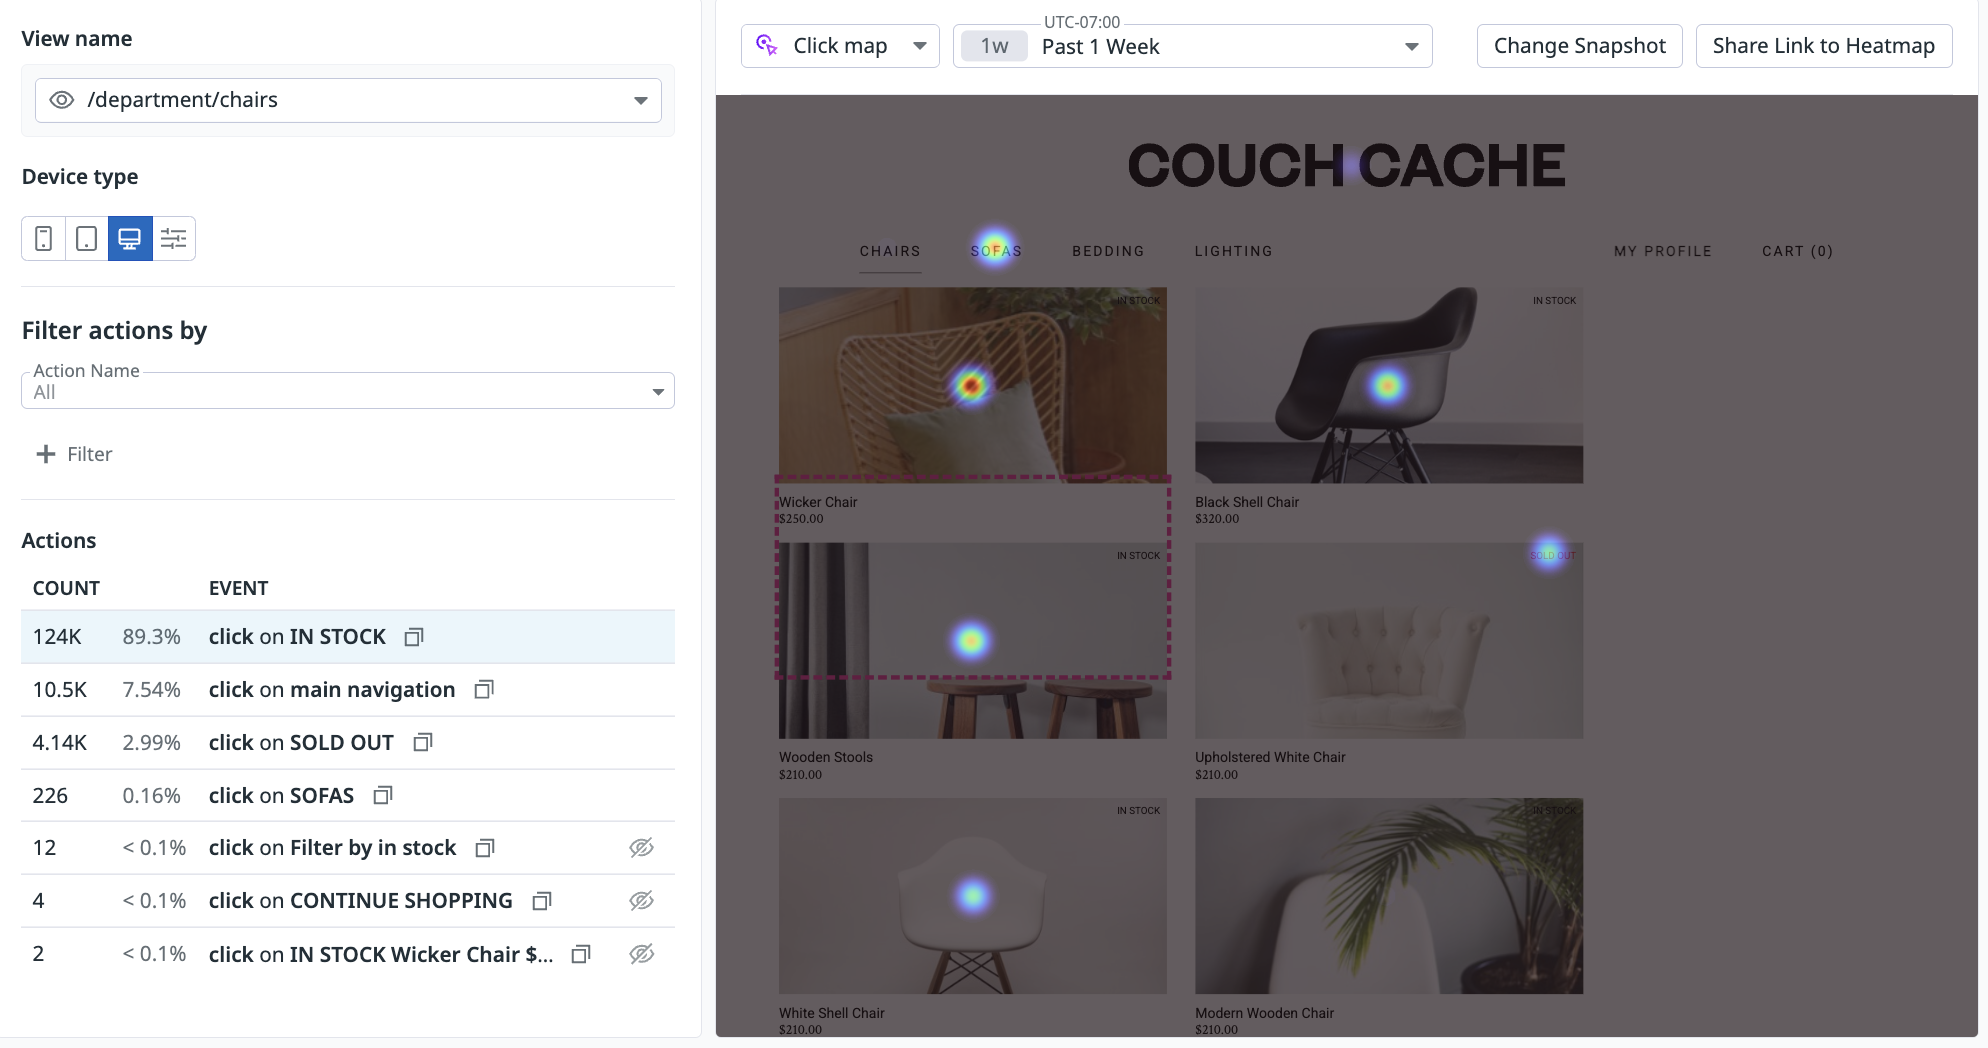 View name
/department/chairs
Device type
Filter actions by
Action Name
All
Filter
Actions
COUNT EVENT
124K 89.3% click on IN STOCK
10.5K 7.54% click on main navigation
4.14K 2.99% click on SOLD OUT
226 0.16% click on SOFAS
12 < 0.1% click on Filter by in stock
4 < 0.1% click on CONTINUE SHOPPING
2 < 0.1% click on IN STOCK Wicker Chair $...
Click map
UTC-07:00
1w Past 1 Week
Change Snapshot
Share Link to Heatmap
COUCH CACHE
CHAIRS SOFAS BEDDING LIGHTING MY PROFILE CART (0)
IN STOCK
Wicker Chair
$250.00
IN STOCK
Black Shell Chair
$320.00
IN STOCK
Wooden Stools
$210.00
SOLD OUT
Upholstered White Chair
$210.00
IN STOCK
White Shell Chair
$210.00
IN STOCK
Modern Wooden Chair
$210.00